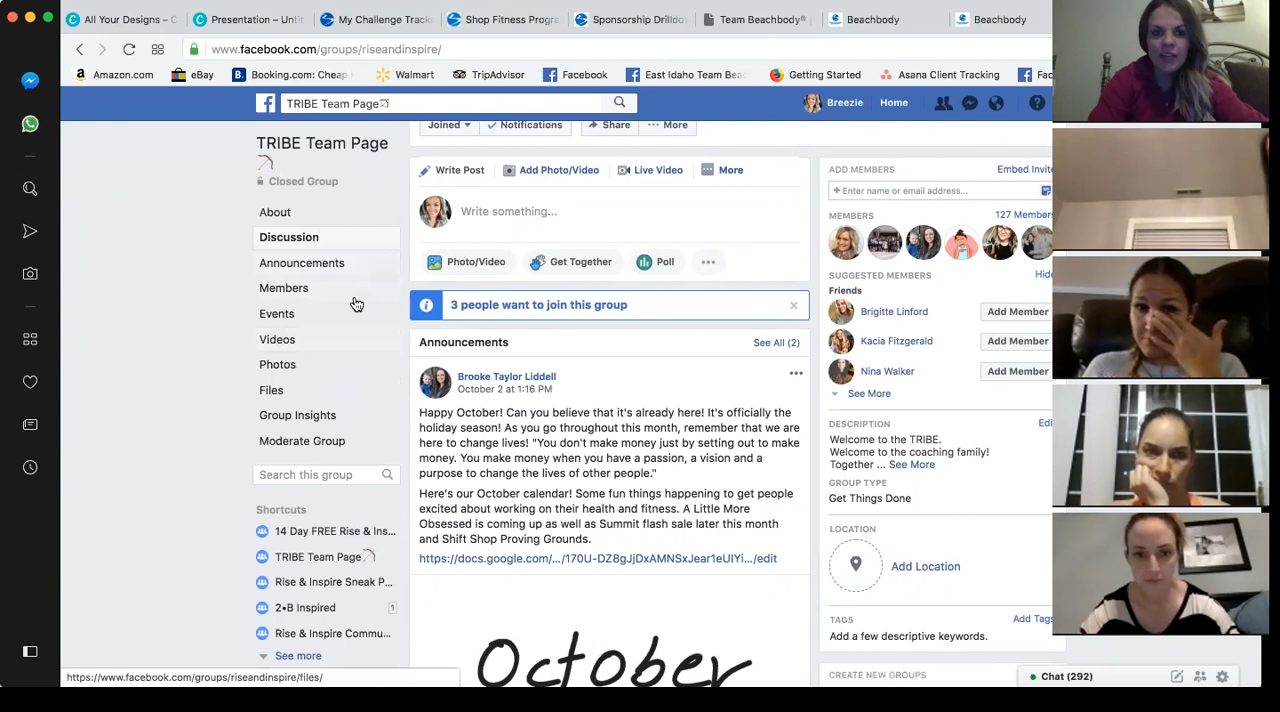 All Your Designs – C
Presentation – Unti
My Challenge Track
Shop Fitness Progra
Sponsorship Drilldo
Team Beachbody®
Beachbody
Beachbody
www.facebook.com/groups/riseandinspire/
Amazon.com
eBay
Booking.com: Cheap
Walmart
TripAdvisor
Facebook
East Idaho Team Bea
Getting Started
Asana Client Tracking
Fac
TRIBE Team Page
Breezie
Home
TRIBE Team Page
Closed Group
Joined
Notifications
Share
More
About
Discussion
Announcements
Members
Events
Videos
Photos
Files
Group Insights
Moderate Group
Search this group
Shortcuts
14 Day FREE Rise & Ins...
TRIBE Team Page
Rise & Inspire Sneak P...
2•B Inspired 1
Rise & Inspire Commu...
See more
Write Post
Add Photo/Video
Live Video
More
Write something...
Photo/Video
Get Together
Poll
3 people want to join this group
Announcements
See All (2)
Brooke Taylor Liddell
October 2 at 1:16 PM
Happy October! Can you believe that it's already here! It's officially the
holiday season! As you go throughout this month, remember that we are
here to change lives! "You don't make money just by setting out to make
money. You make money when you have a passion, a vision and a
purpose to change the lives of other people."
Here's our October calendar! Some fun things happening to get people
excited about working on their health and fitness. A Little More
Obsessed is coming up as well as Summit flash sale later this month
and Shift Shop Proving Grounds.
https://docs.google.com/.../170U-DZ8gJjDxAMNSxJear1eUIYi.../edit
October
ADD MEMBERS
Embed Invite
Enter name or email address...
MEMBERS
127 Members
SUGGESTED MEMBERS
Hide
Friends
Brigitte Linford
Add Member
Kacia Fitzgerald
Add Member
Nina Walker
Add Member
See More
DESCRIPTION
Edi
Welcome to the TRIBE.
Welcome to the coaching family!
Together ... See More
GROUP TYPE
Get Things Done
LOCATION
Add Location
TAGS
Add Tags
Add a few descriptive keywords.
CREATE NEW GROUPS
Chat (292)
https://www.facebook.com/groups/riseandinspire/files/